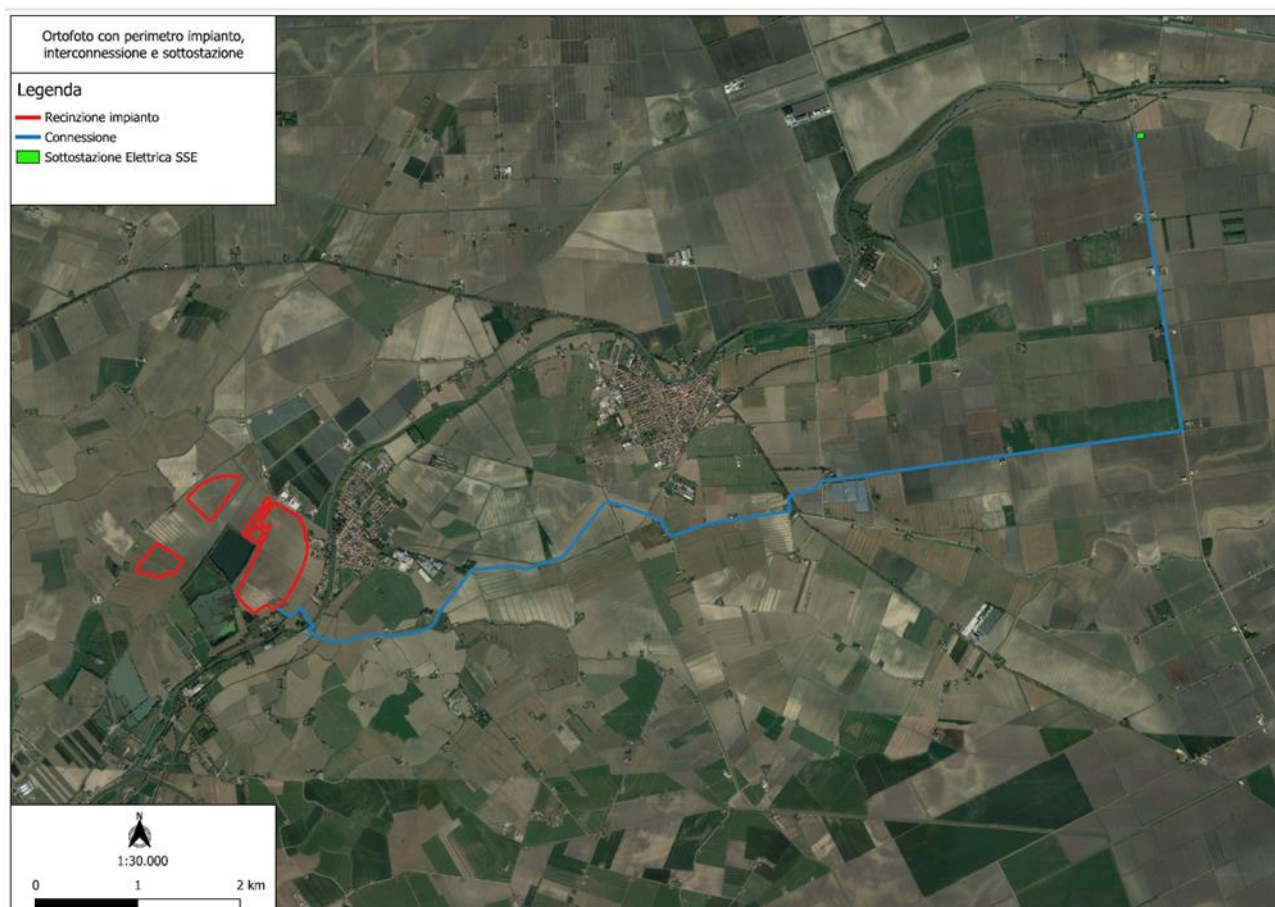 Ortofoto con perimetro impianto,
interconnessione e sottostazione
Legenda
Recinzione impianto
Connessione
Sottostazione Elettrica SSE
N
1:30.000
0 1 2 km